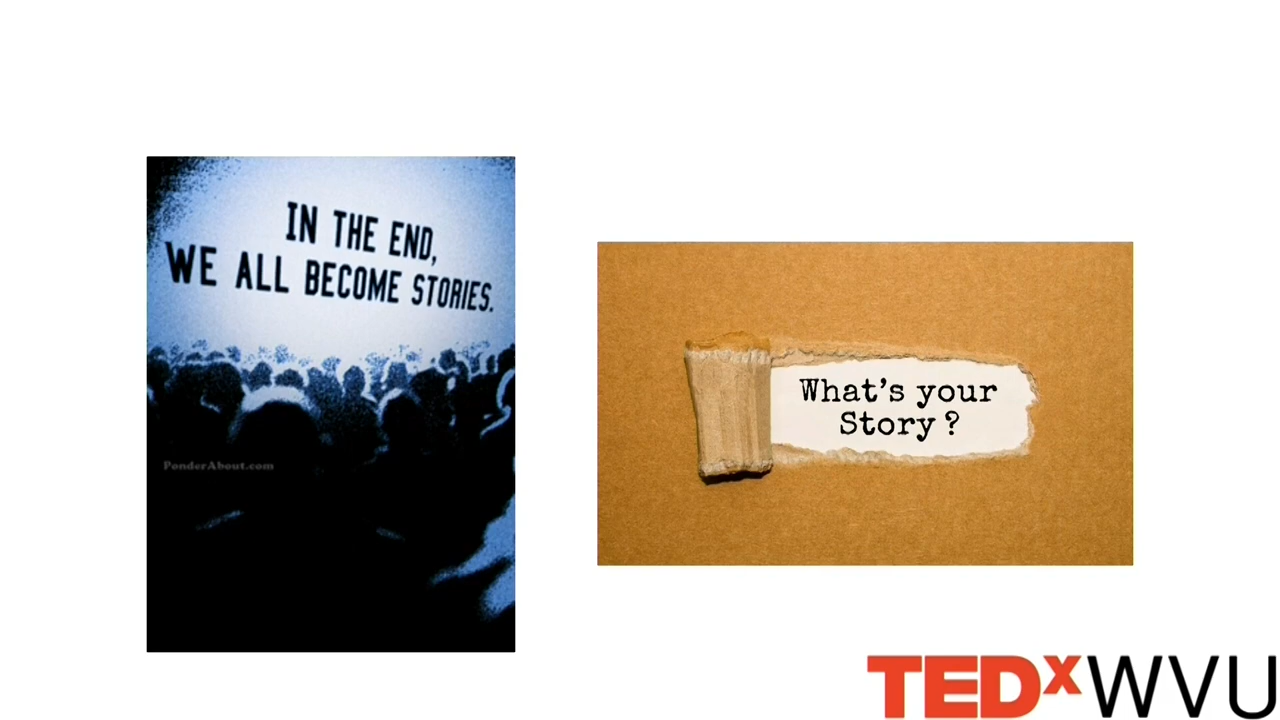 IN THE END,
WE ALL BECOME STORIES.
PonderAbout.com
What's your
Story ?
TEDxWVU